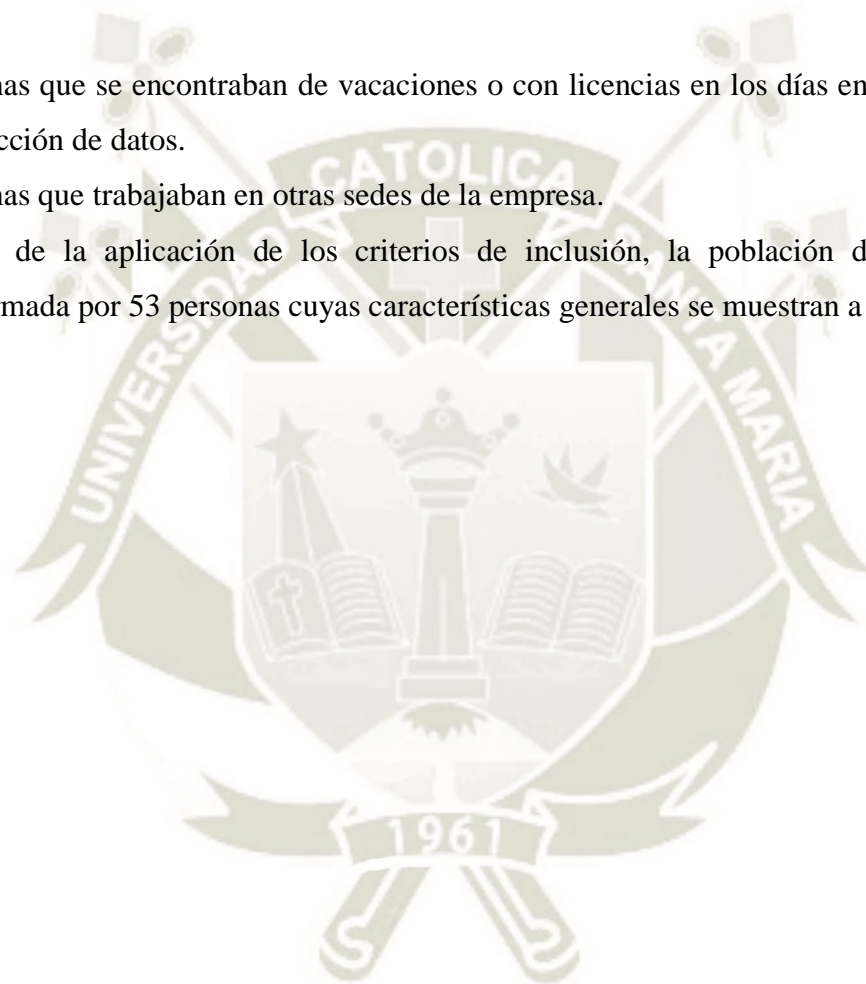 nas que se encontraban de vacaciones o con licencias en los días en
cción de datos.
nas que trabajaban en otras sedes de la empresa.
de la aplicación de los criterios de inclusión, la población d
rmada por 53 personas cuyas características generales se muestran a
UNIVERSIDAD CATOLICA SANTA MARIA
1961